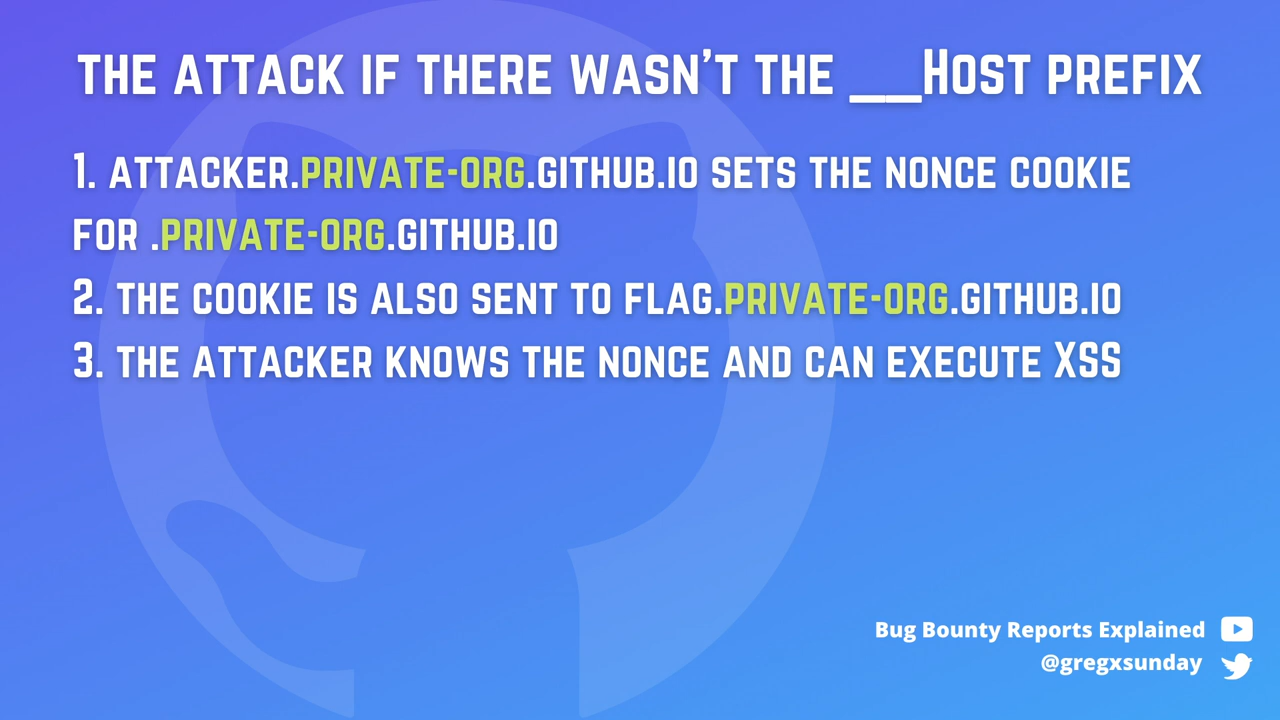 THE ATTACK IF THERE WASN'T THE __HOST PREFIX
1. ATTACKER.PRIVATE-ORG.GITHUB.IO SETS THE NONCE COOKIE
FOR .PRIVATE-ORG.GITHUB.IO
2. THE COOKIE IS ALSO SENT TO FLAG.PRIVATE-ORG.GITHUB.IO
3. THE ATTACKER KNOWS THE NONCE AND CAN EXECUTE XSS
Bug Bounty Reports Explained
@gregxsunday